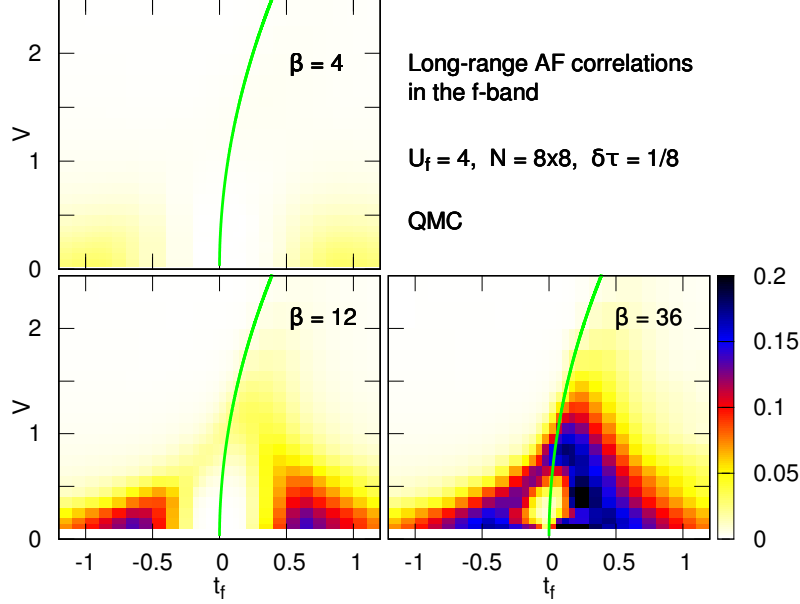 2
β = 4
Long-range AF correlations
in the f-band
V
1
U_f = 4, N = 8x8, δτ = 1/8
QMC
0
2
β = 12
V
1
0
-1 -0.5 0 0.5 1
t_f
β = 36
-1 -0.5 0 0.5 1
t_f
0.2
0.15
0.1
0.05
0